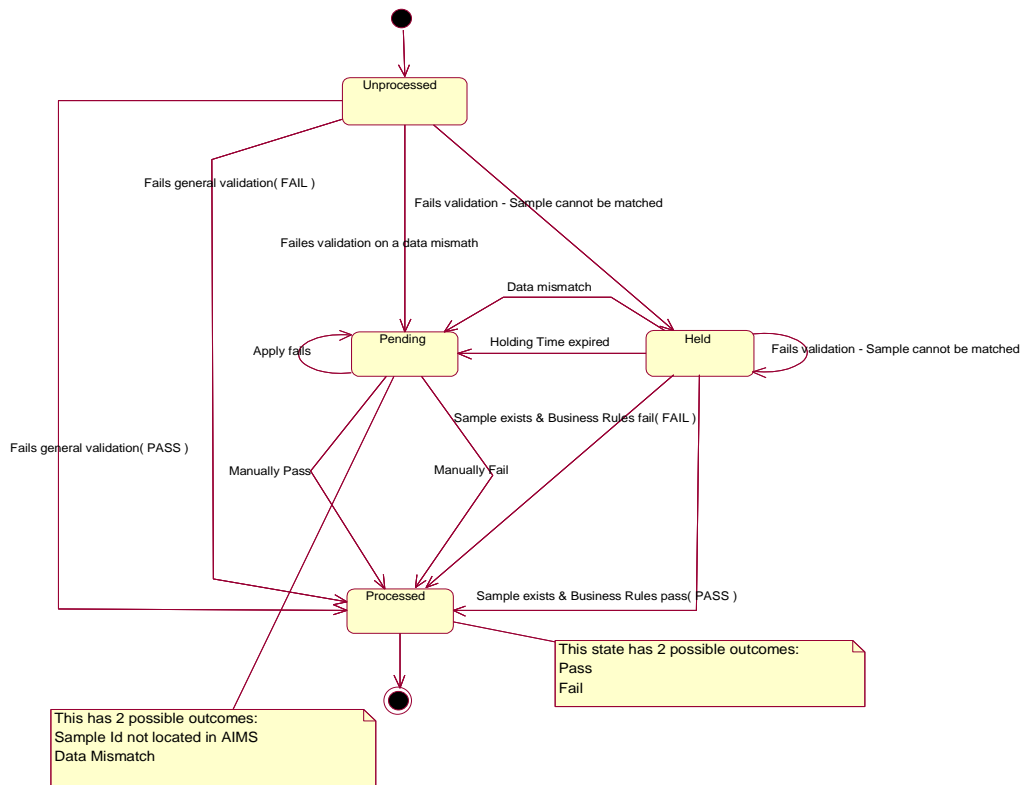 Unprocessed
Fails general validation( FAIL )
Fails validation - Sample cannot be matched
Failes validation on a data mismath
Data mismatch
Pending
Held
Holding Time expired
Apply fails
Fails validation - Sample cannot be matched
Sample exists & Business Rules fail( FAIL )
Fails general validation( PASS )
Manually Pass
Manually Fail
Processed
Sample exists & Business Rules pass( PASS )
This state has 2 possible outcomes:
Pass
Fail
This has 2 possible outcomes:
Sample Id not located in AIMS
Data Mismatch